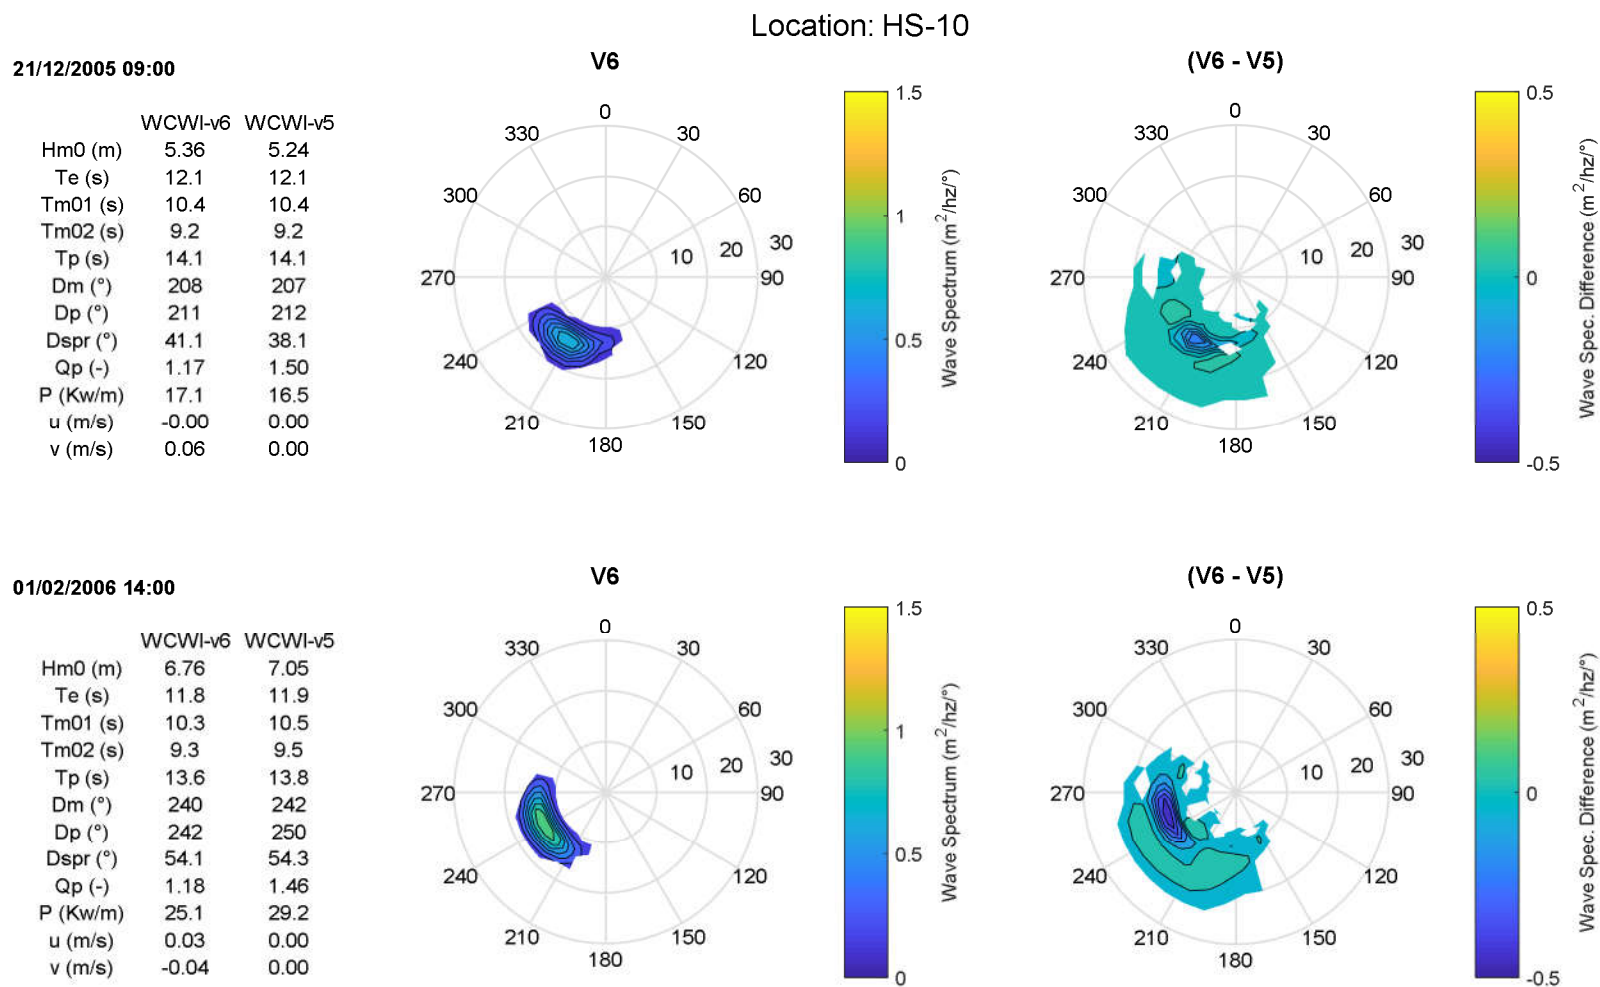 Location: HS-10
21/12/2005 09:00
WCWI-v6 WCWI-v5
Hm0 (m) 5.36 5.24
Te (s) 12.1 12.1
Tm01 (s) 10.4 10.4
Tm02 (s) 9.2 9.2
Tp (s) 14.1 14.1
Dm (°) 208 207
Dp (°) 211 212
Dspr (°) 41.1 38.1
Qp (-) 1.17 1.50
P (Kw/m) 17.1 16.5
u (m/s) -0.00 0.00
v (m/s) 0.06 0.00
V6
0
30
60
90
120
150
180
210
240
270
300
330
10 20 30
1.5
1
0.5
0
Wave Spectrum (m²/hz/°)
(V6 - V5)
0
30
60
90
120
150
180
210
240
270
300
330
10 20 30
0.5
0
-0.5
Wave Spec. Difference (m²/hz/°)
01/02/2006 14:00
WCWI-v6 WCWI-v5
Hm0 (m) 6.76 7.05
Te (s) 11.8 11.9
Tm01 (s) 10.3 10.5
Tm02 (s) 9.3 9.5
Tp (s) 13.6 13.8
Dm (°) 240 242
Dp (°) 242 250
Dspr (°) 54.1 54.3
Qp (-) 1.18 1.46
P (Kw/m) 25.1 29.2
u (m/s) 0.03 0.00
v (m/s) -0.04 0.00
V6
0
30
60
90
120
150
180
210
240
270
300
330
10 20 30
1.5
1
0.5
0
Wave Spectrum (m²/hz/°)
(V6 - V5)
0
30
60
90
120
150
180
210
240
270
300
330
10 20 30
0.5
0
-0.5
Wave Spec. Difference (m²/hz/°)